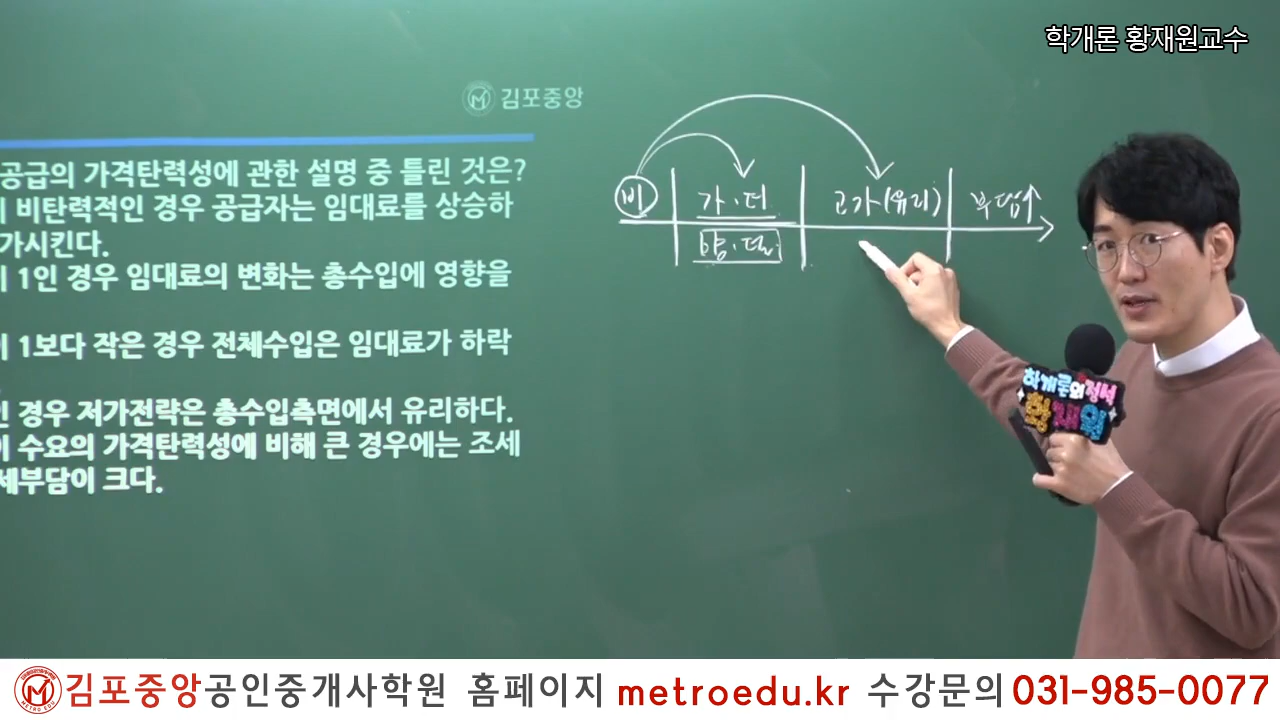 학개론 황재원교수
김포중앙
공급의 가격탄력성에 관한 설명 중 틀린 것은?
비탄력적인 경우 공급자는 임대료를 상승하
가시킨다.
1인 경우 임대료의 변화는 총수입에 영향을
1보다 작은 경우 전체수입은 임대료가 하락
인 경우 저가전략은 총수입측면에서 유리하다.
이 수요의 가격탄력성에 비해 큰 경우에는 조세
세부담이 크다.
비 가·더 고가(유리) 부담↑
양·덜
학개론의정석
황재원
METRO EDU
김포중앙공인중개사학원 홈페이지 metroedu.kr 수강문의 031-985-0077